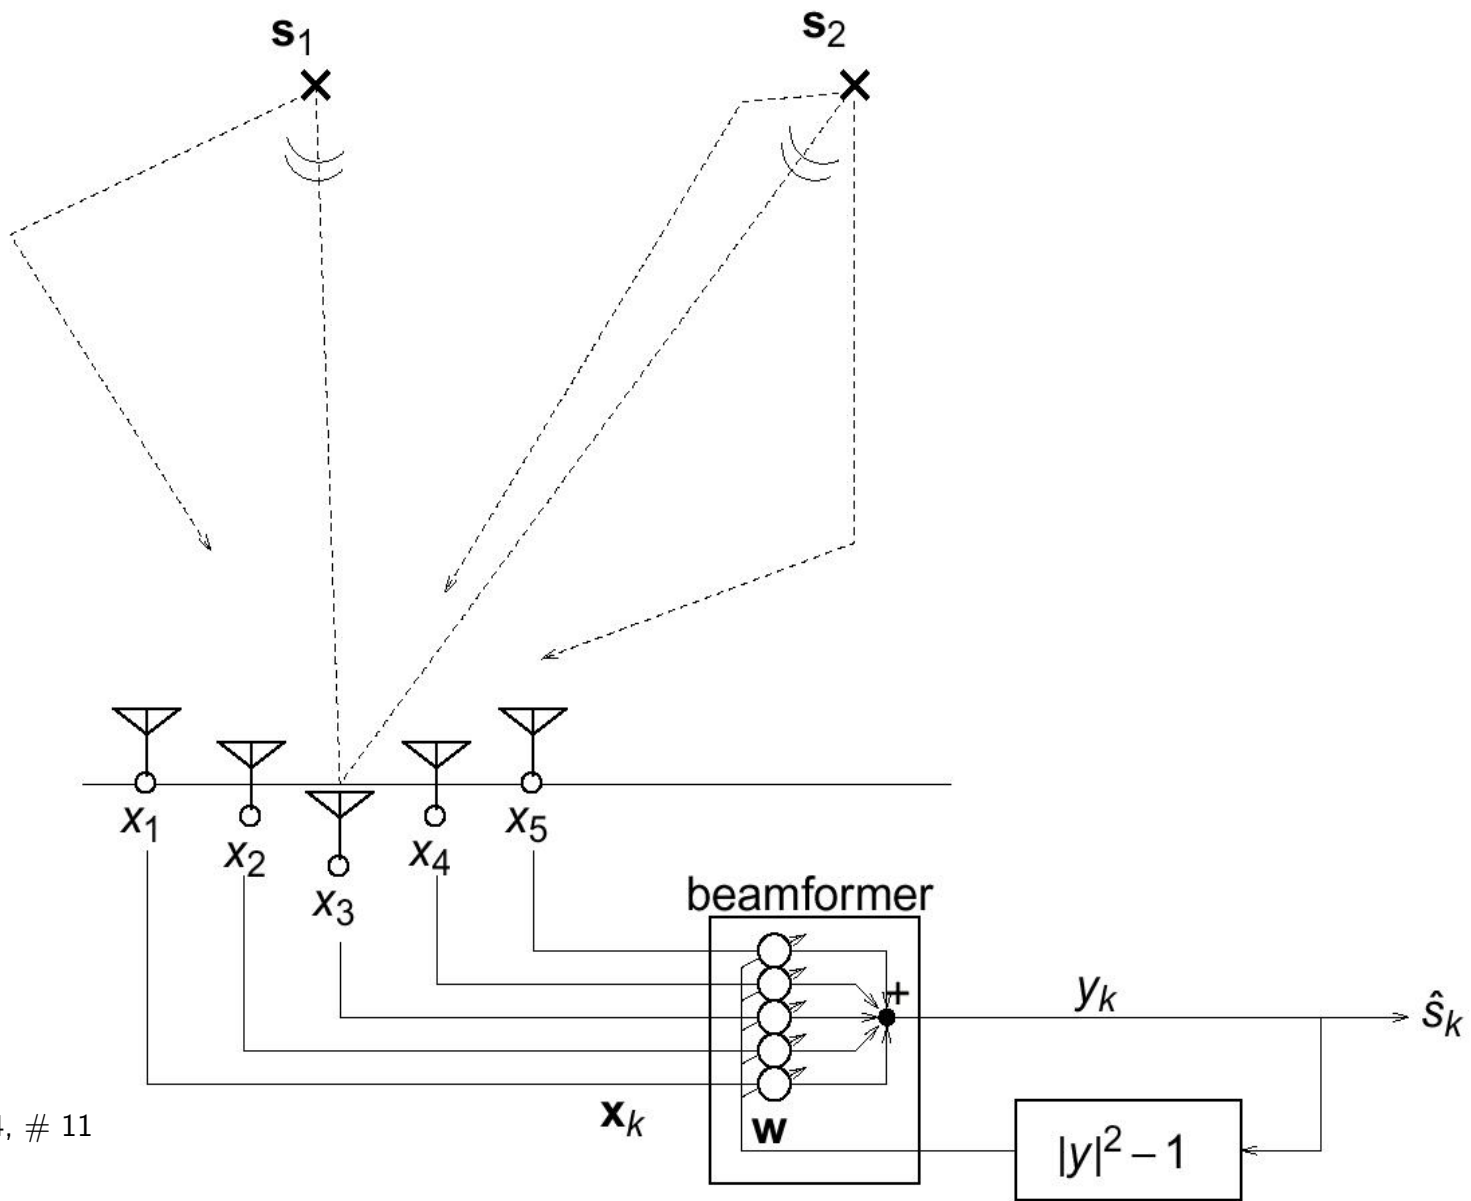 s₁
s₂
x₁
x₂
x₃
x₄
x₅
beamformer
+
yₖ
ŝₖ
xₖ
w
|y|² – 1
, # 11